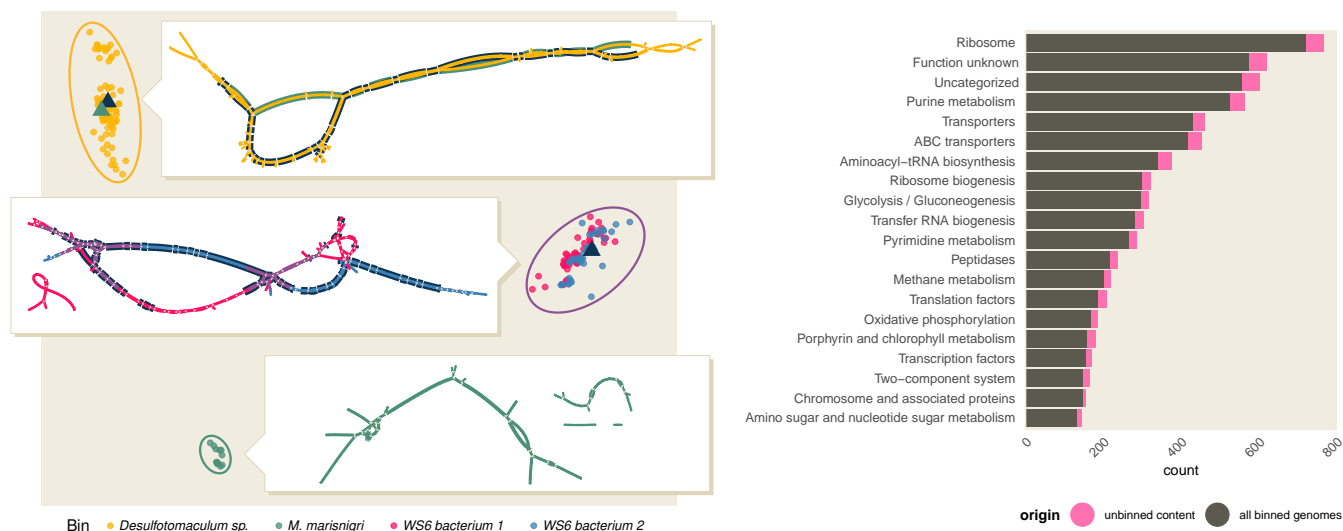 Bin Desulfotomaculum sp. M. marisnigri WS6 bacterium 1 WS6 bacterium 2
Ribosome
Function unknown
Uncategorized
Purine metabolism
Transporters
ABC transporters
Aminoacyl−tRNA biosynthesis
Ribosome biogenesis
Glycolysis / Gluconeogenesis
Transfer RNA biogenesis
Pyrimidine metabolism
Peptidases
Methane metabolism
Translation factors
Oxidative phosphorylation
Porphyrin and chlorophyll metabolism
Transcription factors
Two−component system
Chromosome and associated proteins
Amino sugar and nucleotide sugar metabolism
0 200 400 600 800
count
origin unbinned content all binned genomes